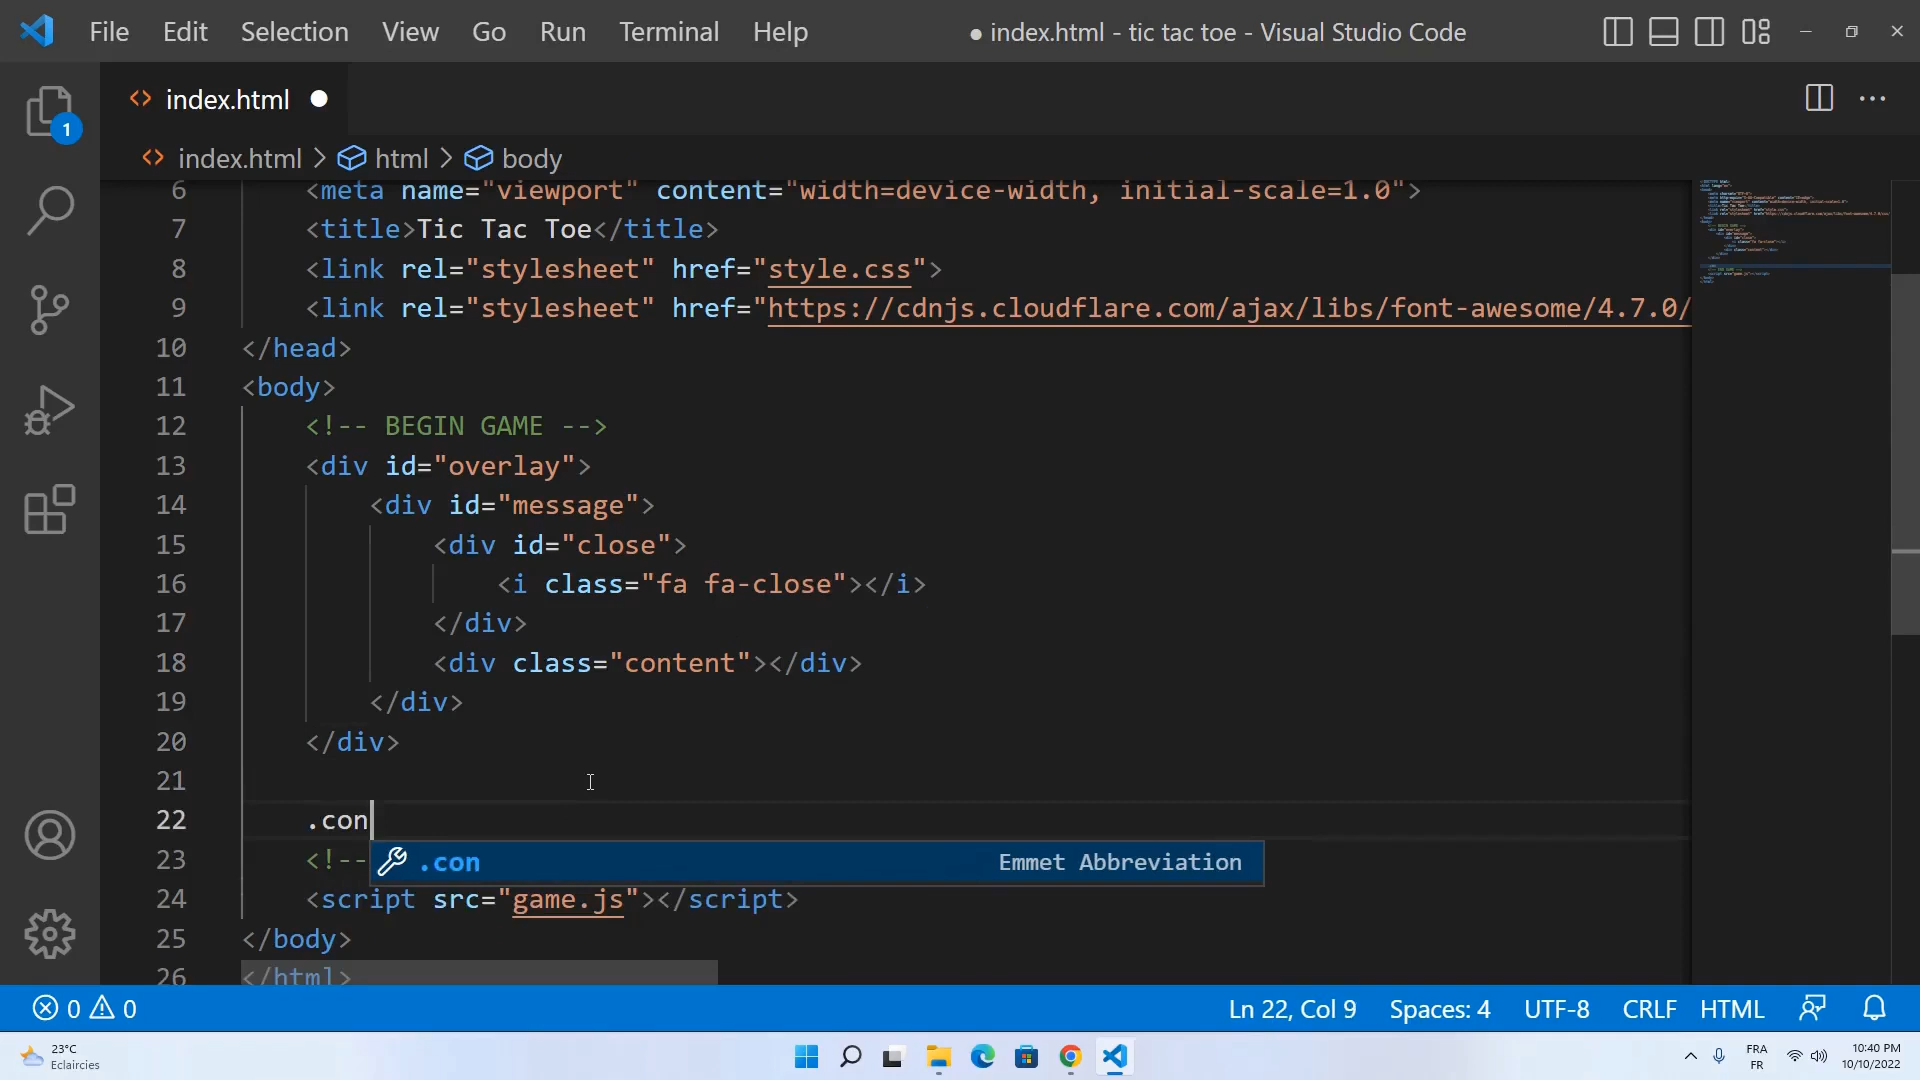 File Edit Selection View Go Run Terminal Help ● index.html - tic tac toe - Visual Studio Code
index.html
1
index.html > html > body
6 <meta name="viewport" content="width=device-width, initial-scale=1.0">
7 <title>Tic Tac Toe</title>
8 <link rel="stylesheet" href="style.css">
9 <link rel="stylesheet" href="https://cdnjs.cloudflare.com/ajax/libs/font-awesome/4.7.0/
10 </head>
11 <body>
12 <!-- BEGIN GAME -->
13 <div id="overlay">
14 <div id="message">
15 <div id="close">
16 <i class="fa fa-close"></i>
17 </div>
18 <div class="content"></div>
19 </div>
20 </div>
21
22 .con
23 <!--
.con Emmet Abbreviation
24 <script src="game.js"></script>
25 </body>
26 </html>
0 0 Ln 22, Col 9 Spaces: 4 UTF-8 CRLF HTML
23°C
Eclaircies
FRA
FR
10:40 PM
10/10/2022